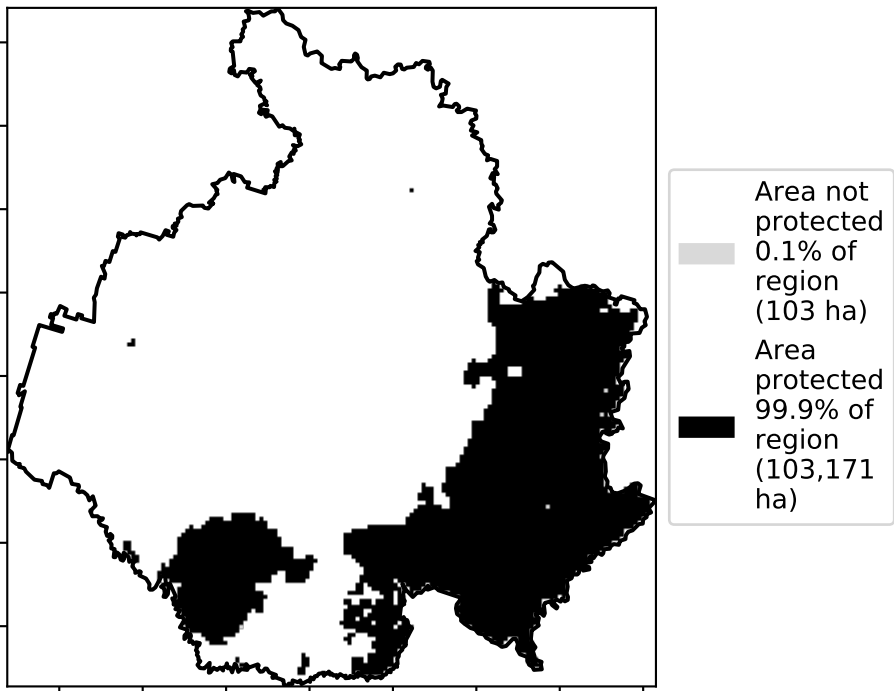 Area not
protected
0.1% of
region
(103 ha)
Area
protected
99.9% of
region
(103,171
ha)